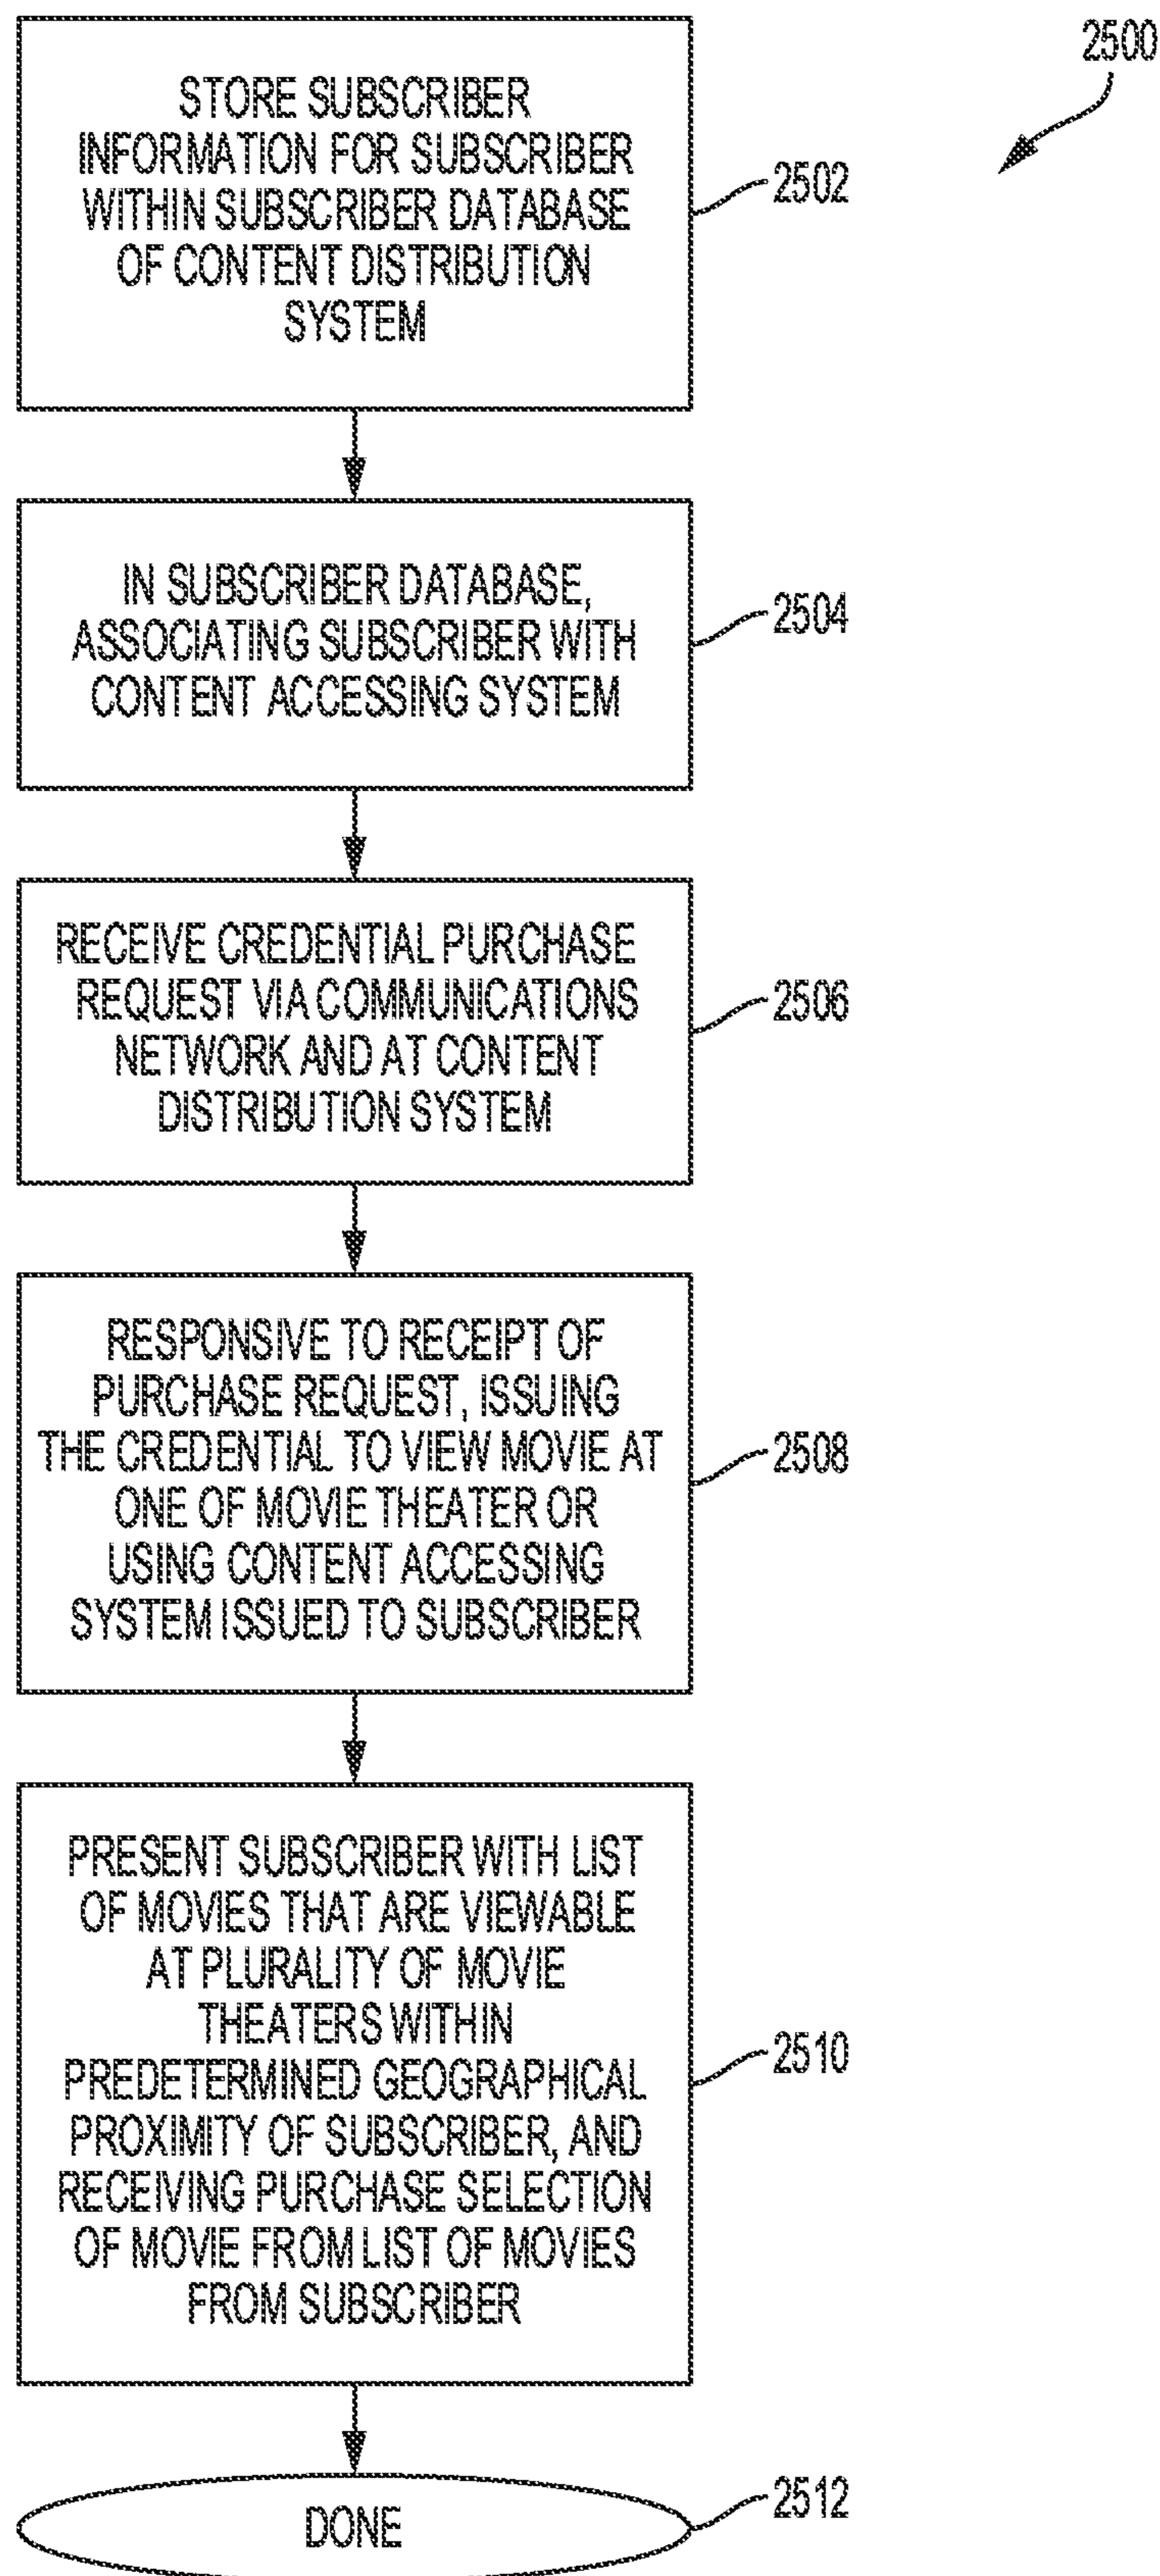 2500
STORE SUBSCRIBER
INFORMATION FOR SUBSCRIBER
WITHIN SUBSCRIBER DATABASE
OF CONTENT DISTRIBUTION
SYSTEM
2502
IN SUBSCRIBER DATABASE,
ASSOCIATING SUBSCRIBER WITH
CONTENT ACCESSING SYSTEM
2504
RECEIVE CREDENTIAL PURCHASE
REQUEST VIA COMMUNICATIONS
NETWORK AND AT CONTENT
DISTRIBUTION SYSTEM
2506
RESPONSIVE TO RECEIPT OF
PURCHASE REQUEST, ISSUING
THE CREDENTIAL TO VIEW MOVIE AT
ONE OF MOVIE THEATER OR
USING CONTENT ACCESSING
SYSTEM ISSUED TO SUBSCRIBER
2508
PRESENT SUBSCRIBER WITH LIST
OF MOVIES THAT ARE VIEWABLE
AT PLURALITY OF MOVIE
THEATERS WITHIN
PREDETERMINED GEOGRAPHICAL
PROXIMITY OF SUBSCRIBER, AND
RECEIVING PURCHASE SELECTION
OF MOVIE FROM LIST OF MOVIES
FROM SUBSCRIBER
2510
DONE
2512